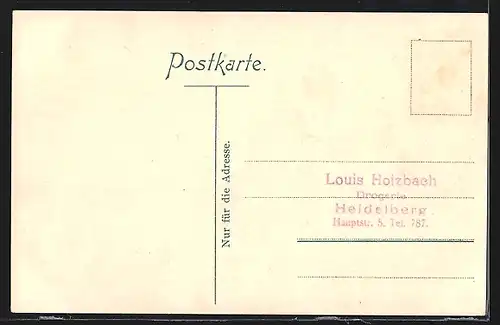 Postkarte.
Nur für die Adresse.
Louis Holzbach
Drogerie
Heidelberg.
Hauptstr. 8. Tel. 787.